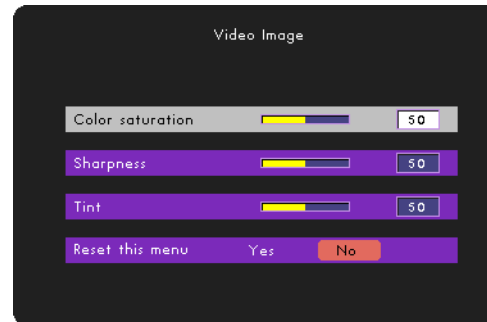 Video Image
Color saturation 50
Sharpness 50
Tint 50
Reset this menu Yes No